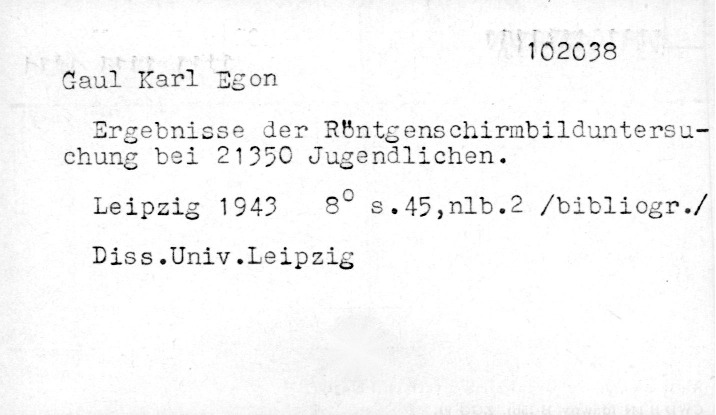 102038
Gaul Karl Egon
Ergebnisse der Röntgenschirmbilduntersu-
chung bei 21350 Jugendlichen.
Leipzig 1943 8° s.45,nlb.2 /bibliogr./
Diss.Univ.Leipzig